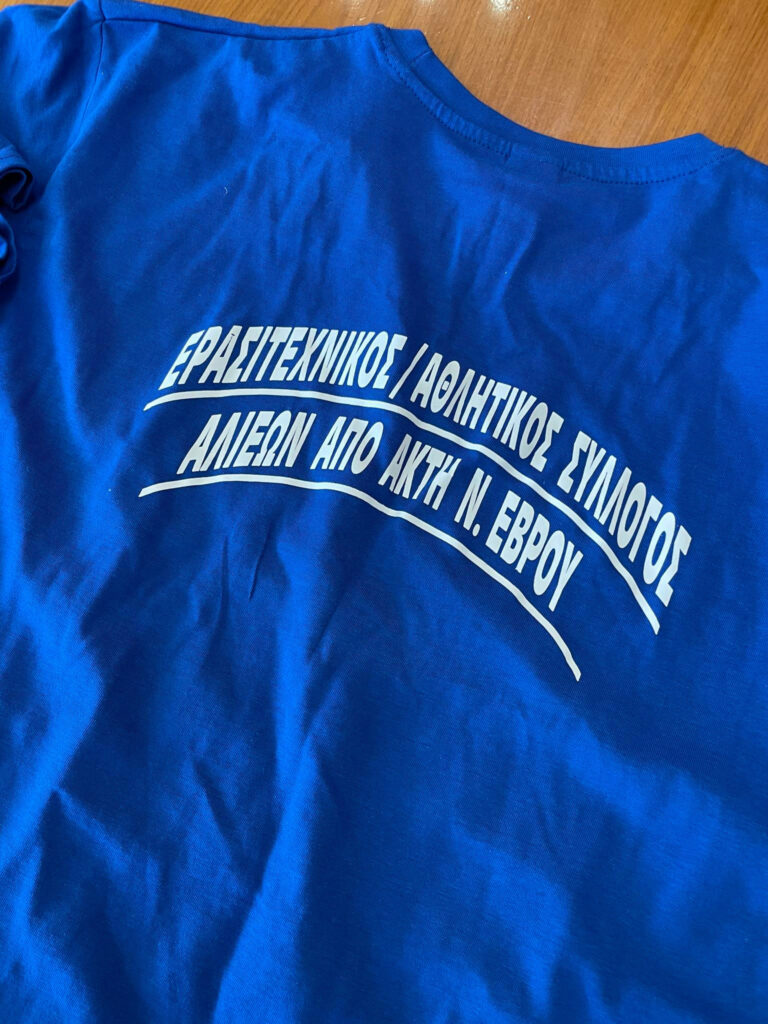 ΕΡΑΣΙΤΕΧΝΙΚΟΣ / ΑΘΛΗΤΙΚΟΣ ΣΥΛΛΟΓΟΣ
ΑΛΙΕΩΝ ΑΠΟ ΑΚΤΗ Ν. ΕΒΡΟΥ